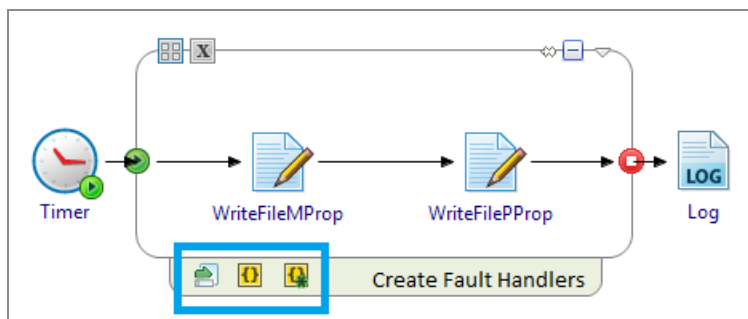 X
Timer
WriteFileMProp
WriteFilePProp
LOG
Log
{} {}
Create Fault Handlers